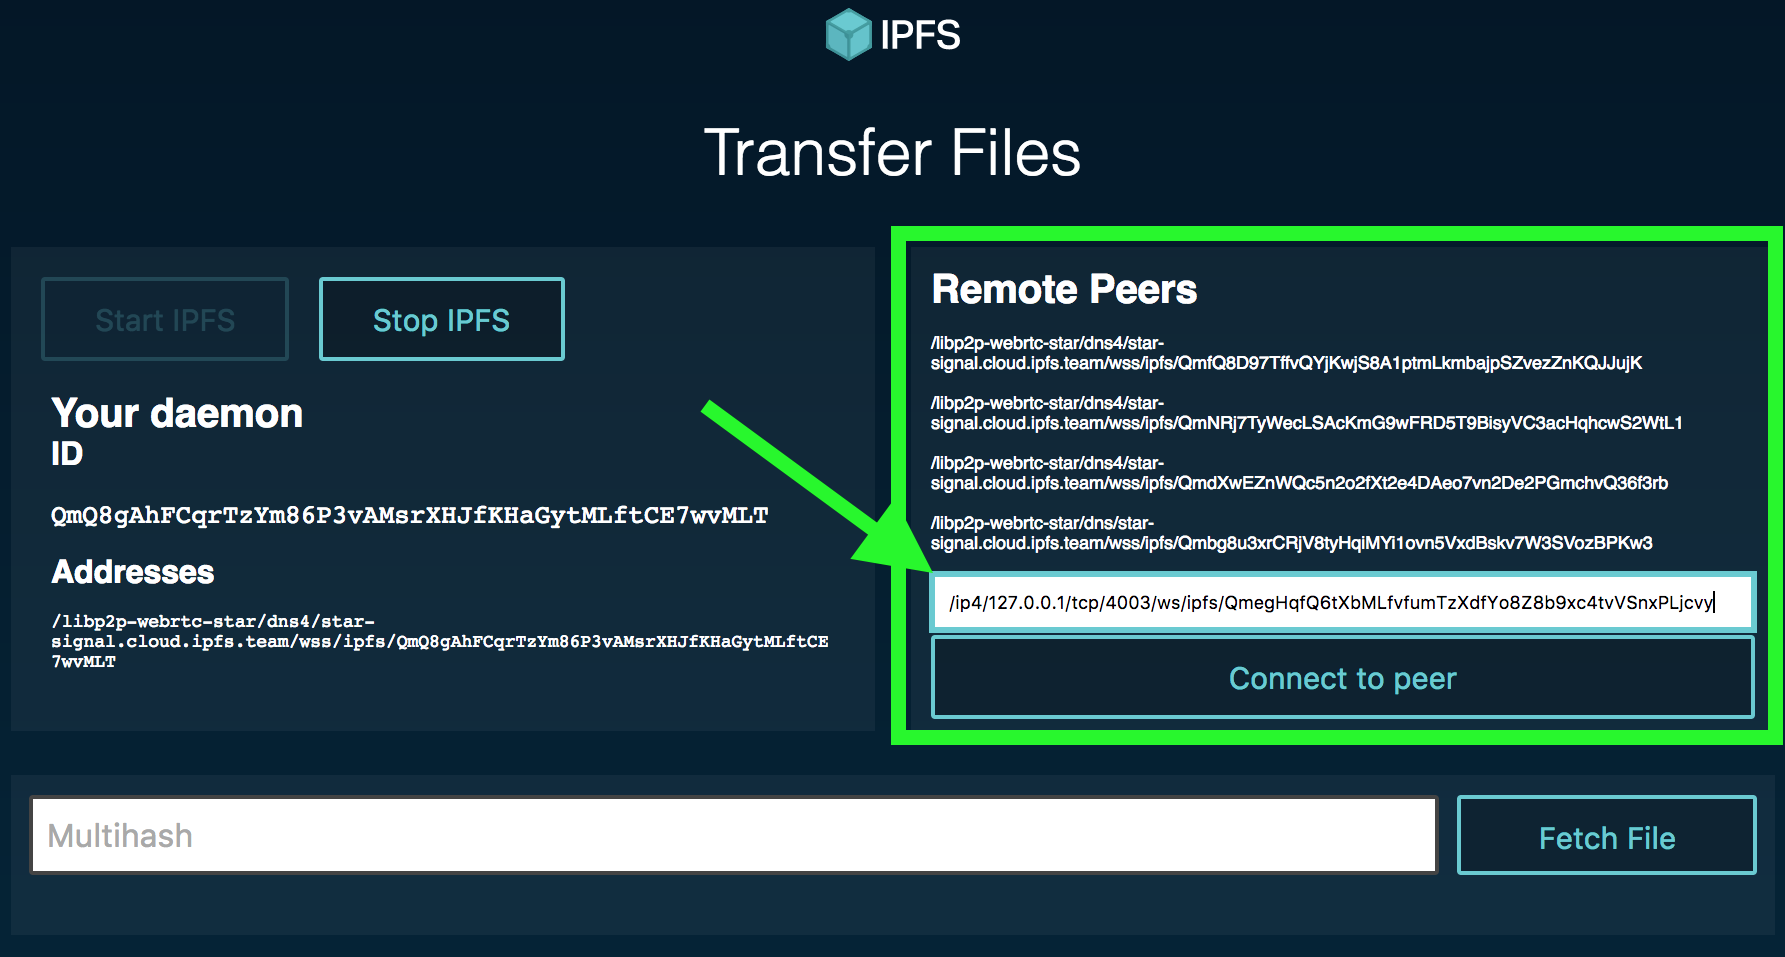 IPFS
Transfer Files
Start IPFS
Stop IPFS
Your daemon
ID
QmQ8gAhFCqrTzYm86P3vAMsrXHJfKHaGytMLftCE7wvMLT
Addresses
/libp2p-webrtc-star/dns4/star-
signal.cloud.ipfs.team/wss/ipfs/QmQ8gAhFCqrTzYm86P3vAMsrXHJfKHaGytMLftCE
7wvMLT
Remote Peers
/libp2p-webrtc-star/dns4/star-
signal.cloud.ipfs.team/wss/ipfs/QmfQ8D97TffvQYjKwjS8A1ptmLkmbajpSZvezZnKQJJujK
/libp2p-webrtc-star/dns4/star-
signal.cloud.ipfs.team/wss/ipfs/QmNRj7TyWecLSAcKmG9wFRD5T9BisyVC3acHqhcwS2WtL1
/libp2p-webrtc-star/dns4/star-
signal.cloud.ipfs.team/wss/ipfs/QmdXwEZnWQc5n2o2fXt2e4DAeo7vn2De2PGmchvQ36f3rb
/libp2p-webrtc-star/dns/star-
signal.cloud.ipfs.team/wss/ipfs/Qmbg8u3xrCRjV8tyHqiMYi1ovn5VxdBskv7W3SVozBPKw3
/ip4/127.0.0.1/tcp/4003/ws/ipfs/QmegHqfQ6tXbMLfvfumTzXdfYo8Z8b9xc4tvVSnxPLjcvy
Connect to peer
Multihash
Fetch File